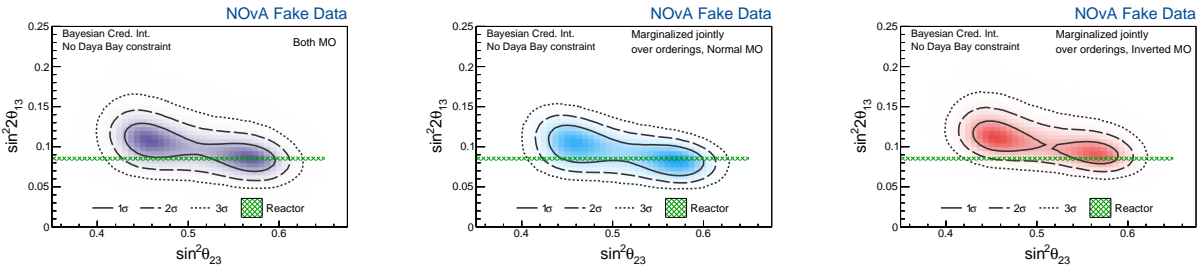 NOvA Fake Data
Bayesian Cred. Int.
No Daya Bay constraint
Both MO
sin²2θ₁₃
0.25
0.2
0.15
0.1
0.05
0
1σ 2σ 3σ Reactor
0.4 0.5 0.6
sin²θ₂₃
NOvA Fake Data
Bayesian Cred. Int.
No Daya Bay constraint
Marginalized jointly
over orderings, Normal MO
sin²2θ₁₃
0.25
0.2
0.15
0.1
0.05
0
1σ 2σ 3σ Reactor
0.4 0.5 0.6
sin²θ₂₃
NOvA Fake Data
Bayesian Cred. Int.
No Daya Bay constraint
Marginalized jointly
over orderings, Inverted MO
sin²2θ₁₃
0.25
0.2
0.15
0.1
0.05
0
1σ 2σ 3σ Reactor
0.4 0.5 0.6
sin²θ₂₃